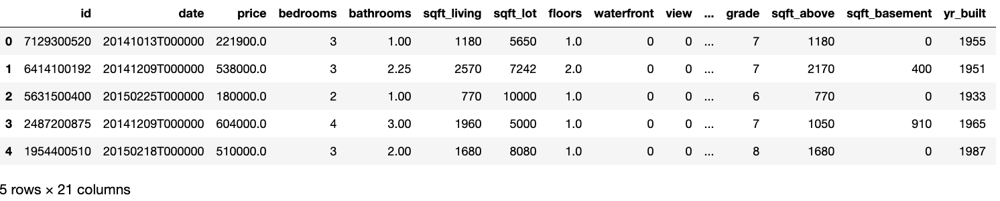 id date price bedrooms bathrooms sqft_living sqft_lot floors waterfront view ... grade sqft_above sqft_basement yr_built
0 7129300520 20141013T000000 221900.0 3 1.00 1180 5650 1.0 0 0 ... 7 1180 0 1955
1 6414100192 20141209T000000 538000.0 3 2.25 2570 7242 2.0 0 0 ... 7 2170 400 1951
2 5631500400 20150225T000000 180000.0 2 1.00 770 10000 1.0 0 0 ... 6 770 0 1933
3 2487200875 20141209T000000 604000.0 4 3.00 1960 5000 1.0 0 0 ... 7 1050 910 1965
4 1954400510 20150218T000000 510000.0 3 2.00 1680 8080 1.0 0 0 ... 8 1680 0 1987
5 rows × 21 columns